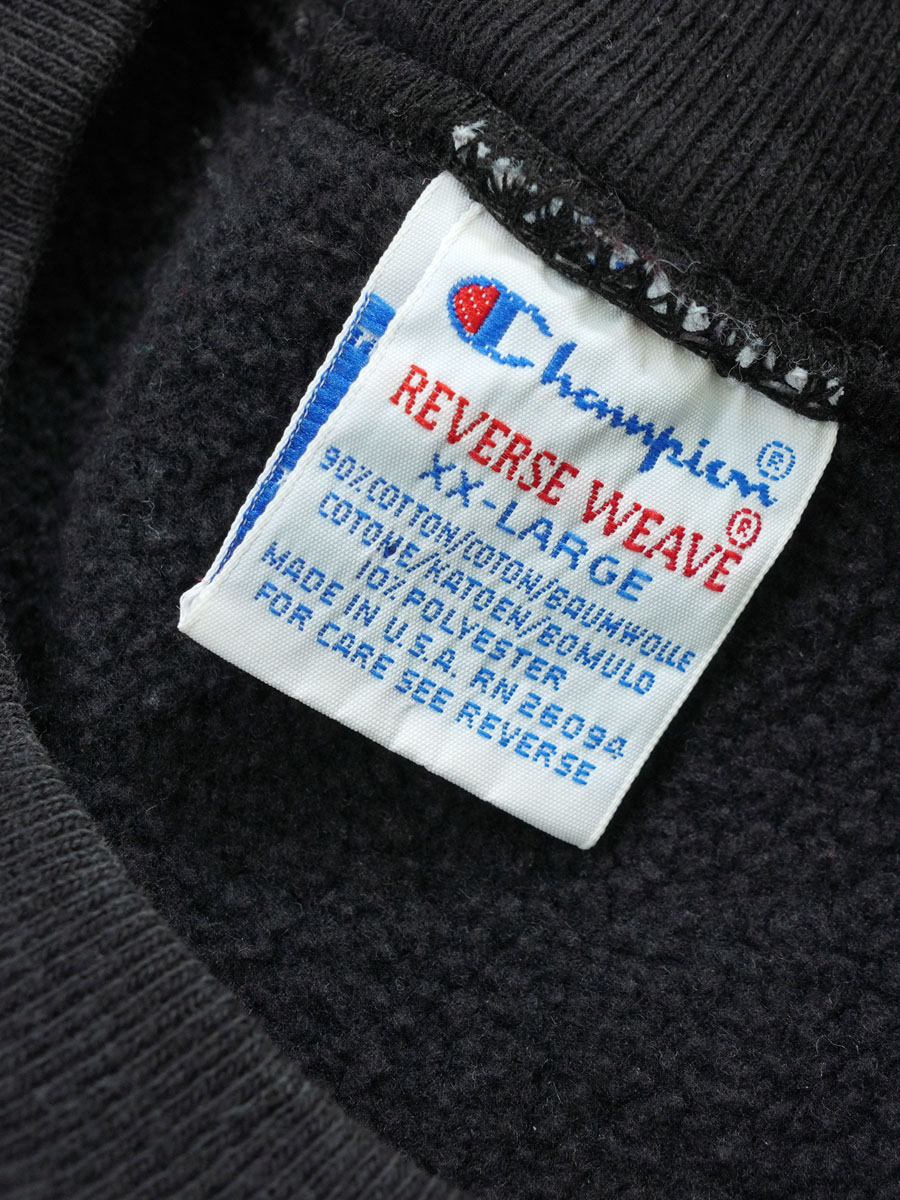 Champion®
REVERSE WEAVE®
XX-LARGE
90%COTTON/COTON/BAUMWOLLE
COTONE/KATOEN/BOMULD
10%POLYESTER
MADE IN U.S.A. RN 26094
FOR CARE SEE REVERSE